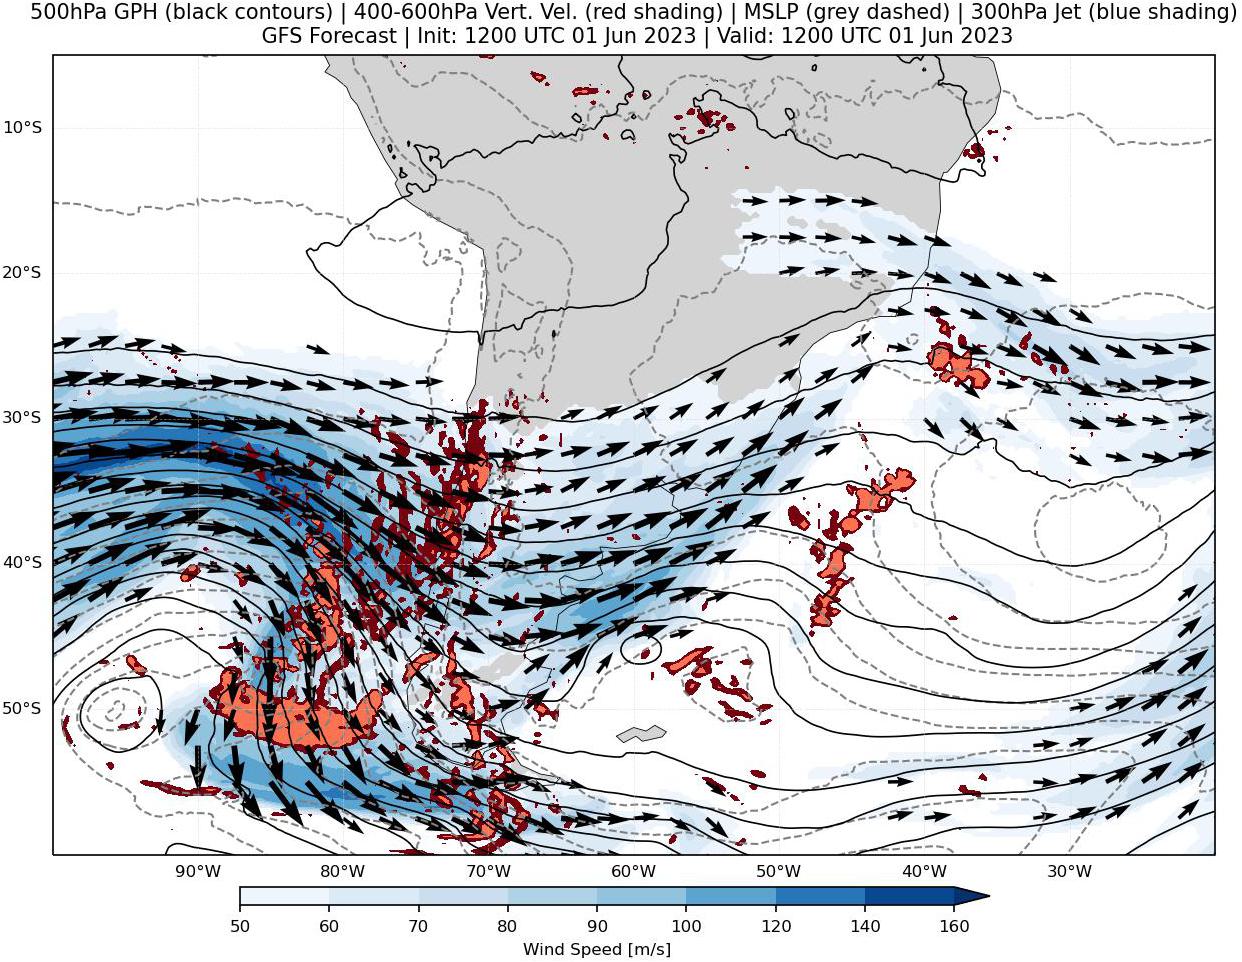 500hPa GPH (black contours) | 400-600hPa Vert. Vel. (red shading) | MSLP (grey dashed) | 300hPa Jet (blue shading)
GFS Forecast | Init: 1200 UTC 01 Jun 2023 | Valid: 1200 UTC 01 Jun 2023
10°S
20°S
30°S
40°S
50°S
90°W 80°W 70°W 60°W 50°W 40°W 30°W
50 60 70 80 90 100 120 140 160
Wind Speed [m/s]